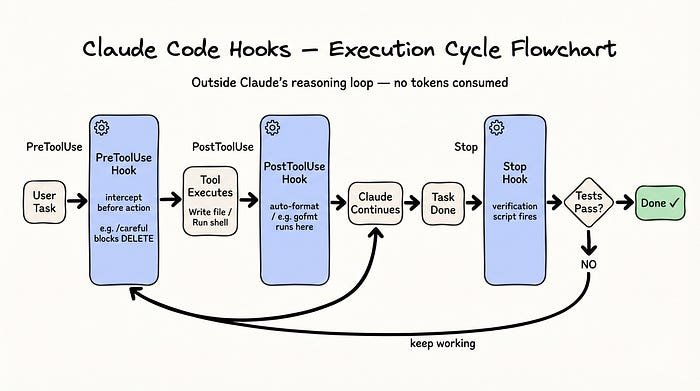 Claude Code Hooks — Execution Cycle Flowchart
Outside Claude's reasoning loop — no tokens consumed
PreToolUse
User
Task
PreToolUse
Hook
intercept
before action
e.g. /careful
blocks DELETE
Tool
Executes
Write file /
Run shell
PostToolUse
PostToolUse
Hook
auto-format
/ e.g. gofmt
runs here
Claude
Continues
Task
Done
Stop
Stop
Hook
verification
script fires
Tests
Pass?
Done ✓
NO
keep working